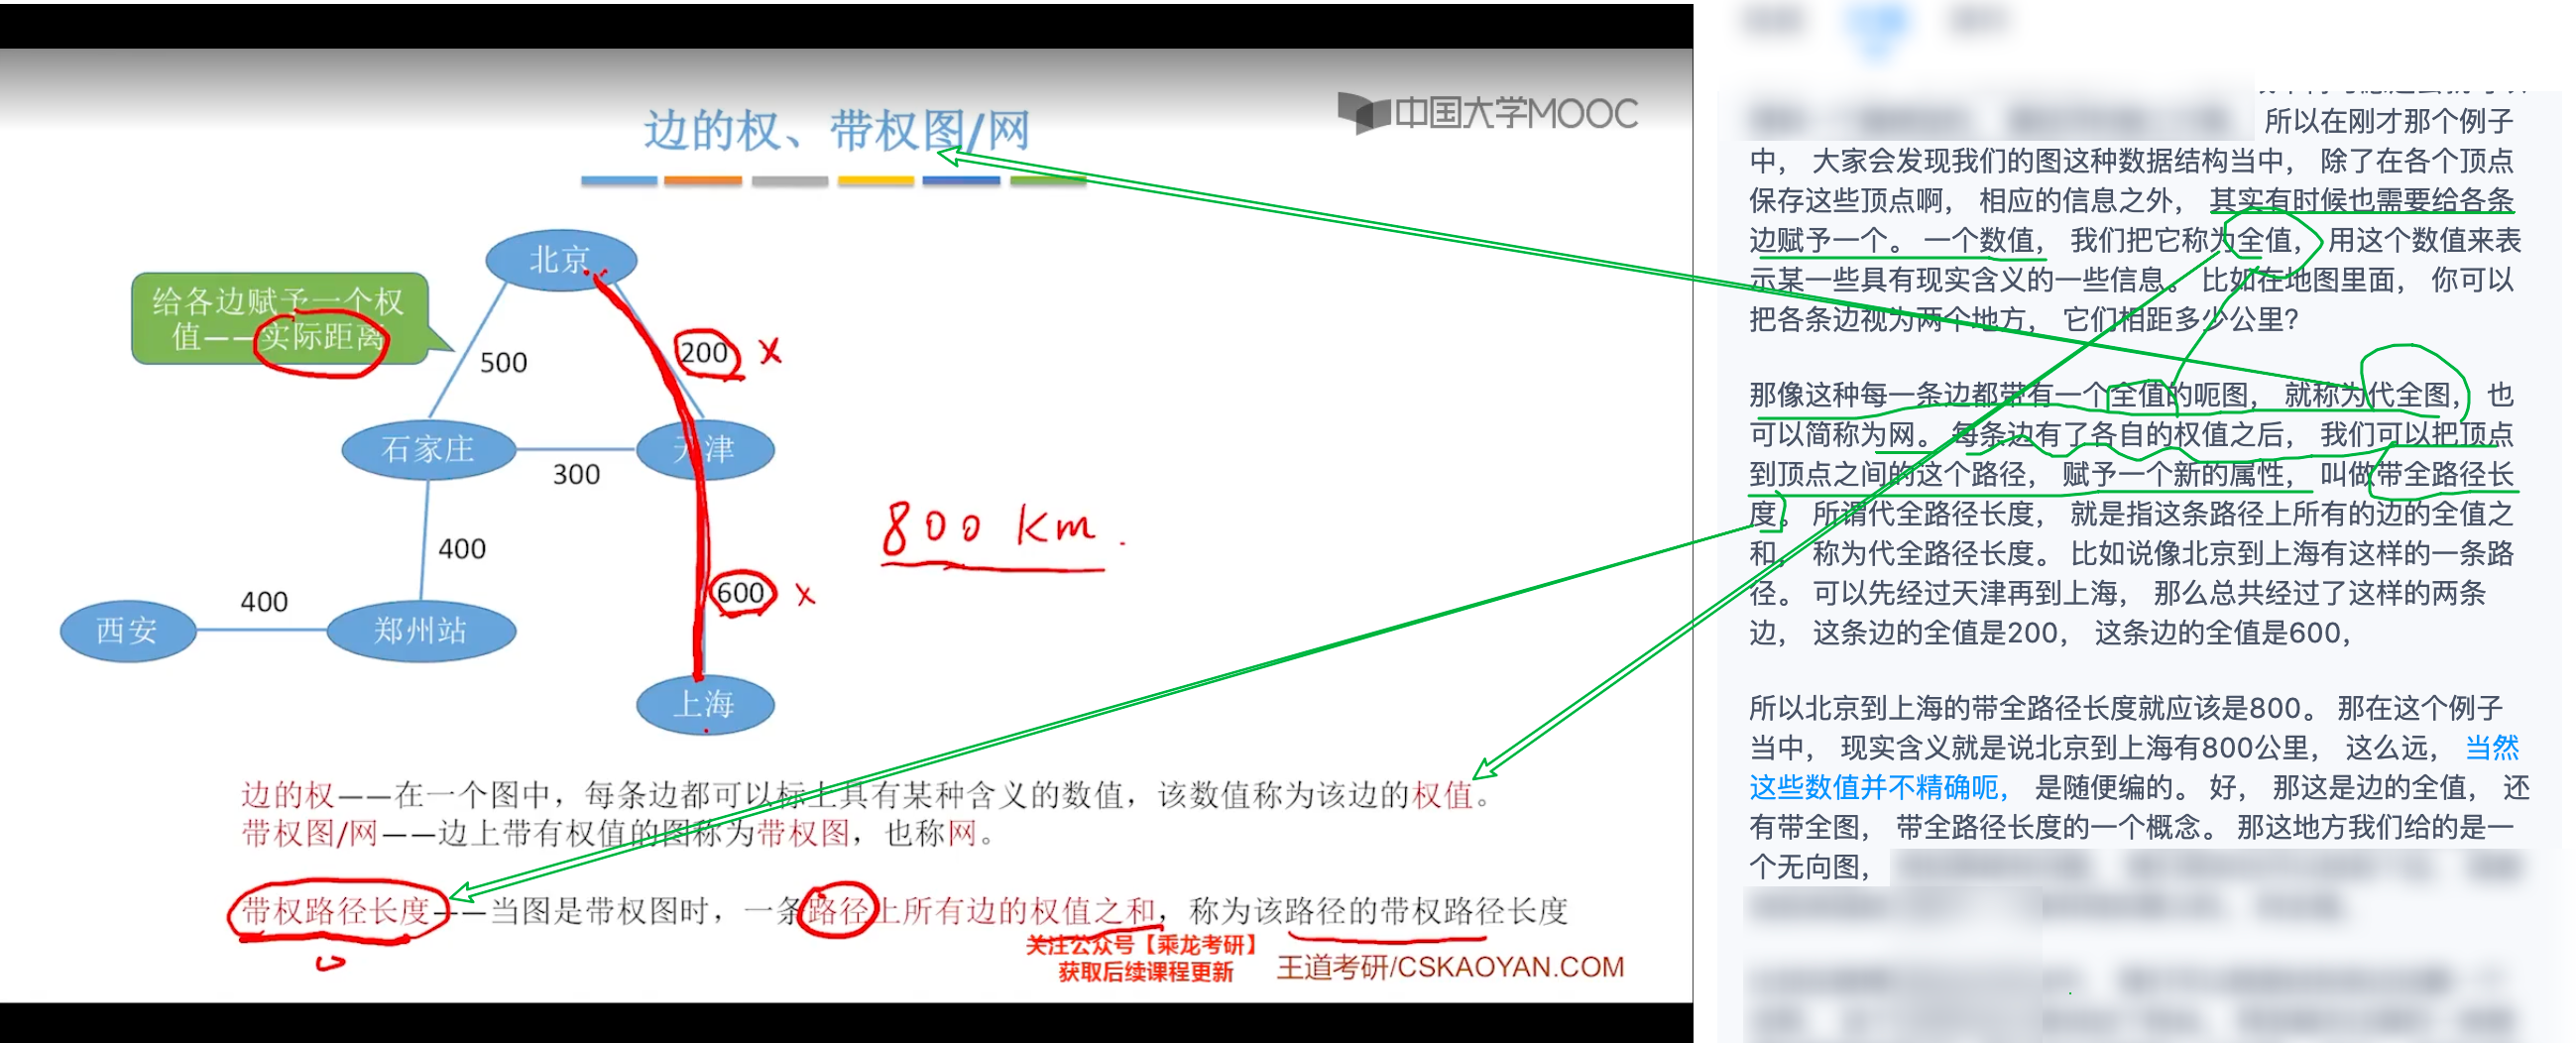 中国大学MOOC
边的权、带权图/网
北京
给各边赋予一个权
值——实际距离
500
200
x
石家庄
300
天津
800 Km.
400
400
600
x
西安
郑州站
上海
边的权——在一个图中，每条边都可以标上具有某种含义的数值，该数值称为该边的权值。
带权图/网——边上带有权值的图称为带权图，也称网。
带权路径长度——当图是带权图时，一条路径上所有边的权值之和，称为该路径的带权路径长度
关注公众号【乘龙考研】
获取后续课程更新
王道考研/CSKAOYAN.COM
所以在刚才那个例子
中， 大家会发现我们的图这种数据结构当中， 除了在各个顶点
保存这些顶点啊， 相应的信息之外， 其实有时候也需要给各条
边赋予一个。 一个数值， 我们把它称为全值， 用这个数值来表
示某一些具有现实含义的一些信息。 比如在地图里面， 你可以
把各条边视为两个地方， 它们相距多少公里?
那像这种每一条边都带有一个全值的呃图， 就称为代全图， 也
可以简称为网。 每条边有了各自的权值之后， 我们可以把顶点
到顶点之间的这个路径， 赋予一个新的属性， 叫做带全路径长
度。 所谓代全路径长度， 就是指这条路径上所有的边的全值之
和， 称为代全路径长度。 比如说像北京到上海有这样的一条路
径。 可以先经过天津再到上海， 那么总共经过了这样的两条
边， 这条边的全值是200， 这条边的全值是600，
所以北京到上海的带全路径长度就应该是800。 那在这个例子
当中， 现实含义就是说北京到上海有800公里， 这么远， 当然
这些数值并不精确呃， 是随便编的。 好， 那这是边的全值， 还
有带全图， 带全路径长度的一个概念。 那这地方我们给的是一
个无向图，